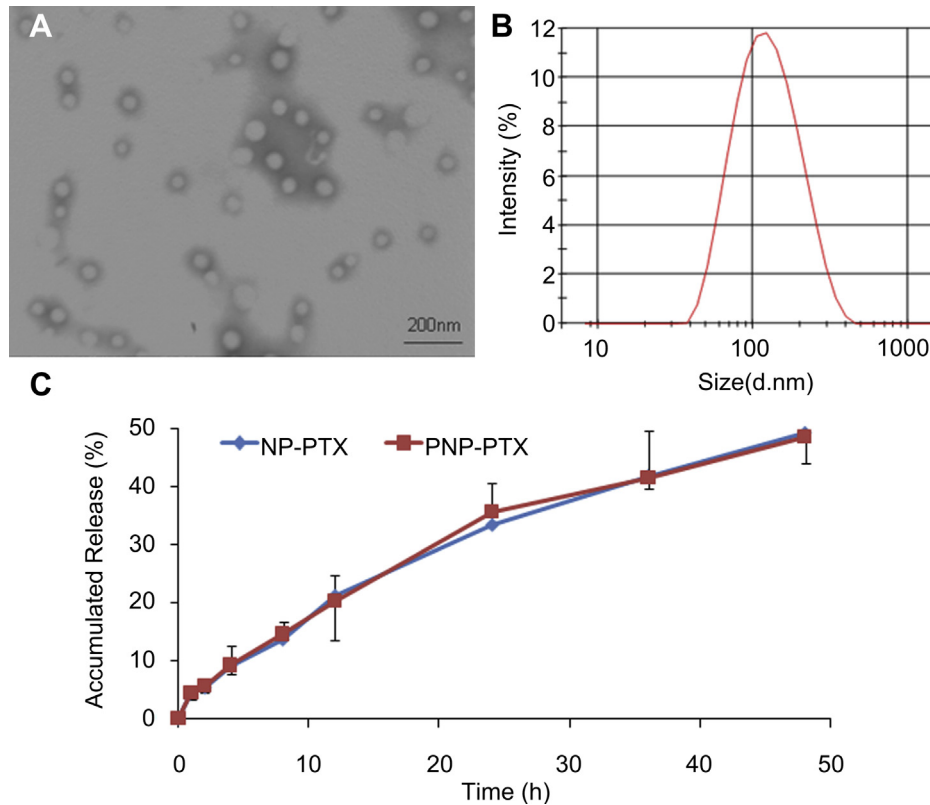 A
200nm
B
Intensity (%)
12
10
8
6
4
2
0
10 100 1000
Size(d.nm)
C
Accumulated Release (%)
50
40
30
20
10
0
NP-PTX PNP-PTX
0 10 20 30 40 50
Time (h)